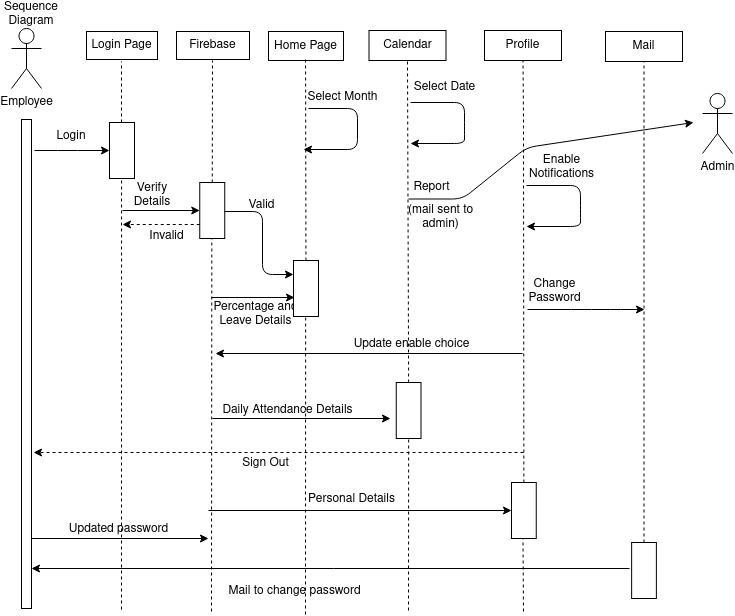 Sequence
Diagram
Login Page
Firebase
Home Page
Calendar
Profile
Mail
Employee
Admin
Select Month
Select Date
Login
Enable
Notifications
Verify
Details
Report
(mail sent to
admin)
Valid
Invalid
Change
Password
Percentage and
Leave Details
Update enable choice
Daily Attendance Details
Sign Out
Personal Details
Updated password
Mail to change password